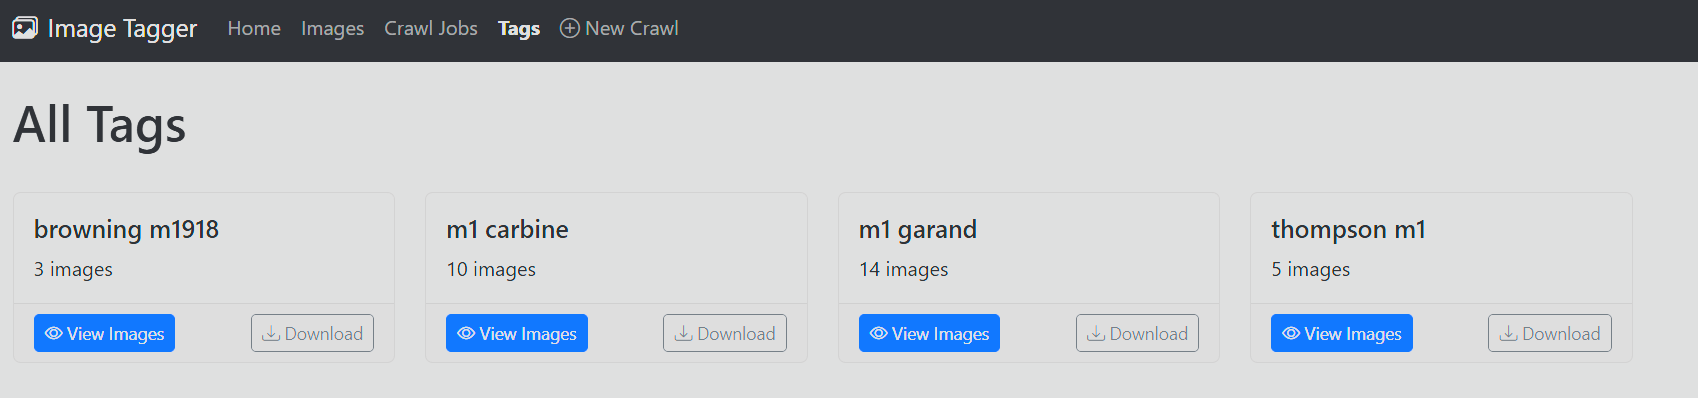 Image Tagger Home Images Crawl Jobs Tags New Crawl
All Tags
browning m1918
3 images
View Images Download
m1 carbine
10 images
View Images Download
m1 garand
14 images
View Images Download
thompson m1
5 images
View Images Download